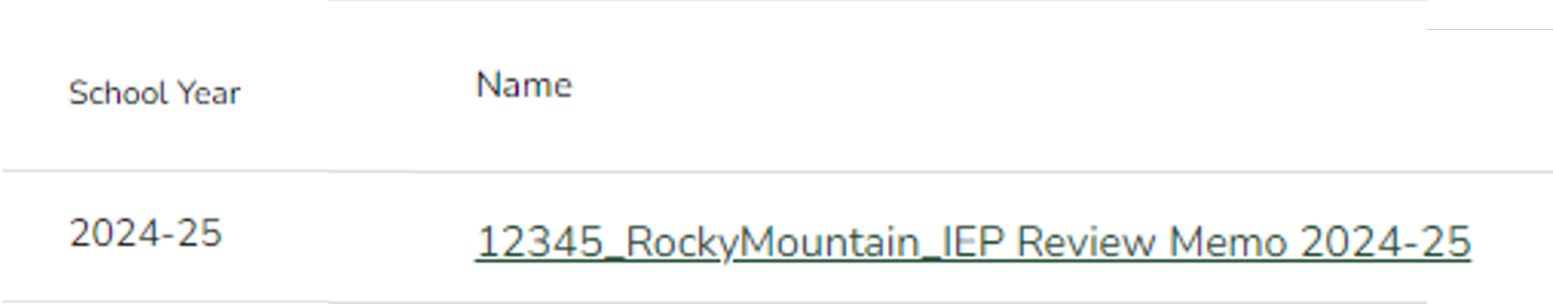 School Year Name
2024-25 12345_RockyMountain_IEP Review Memo 2024-25